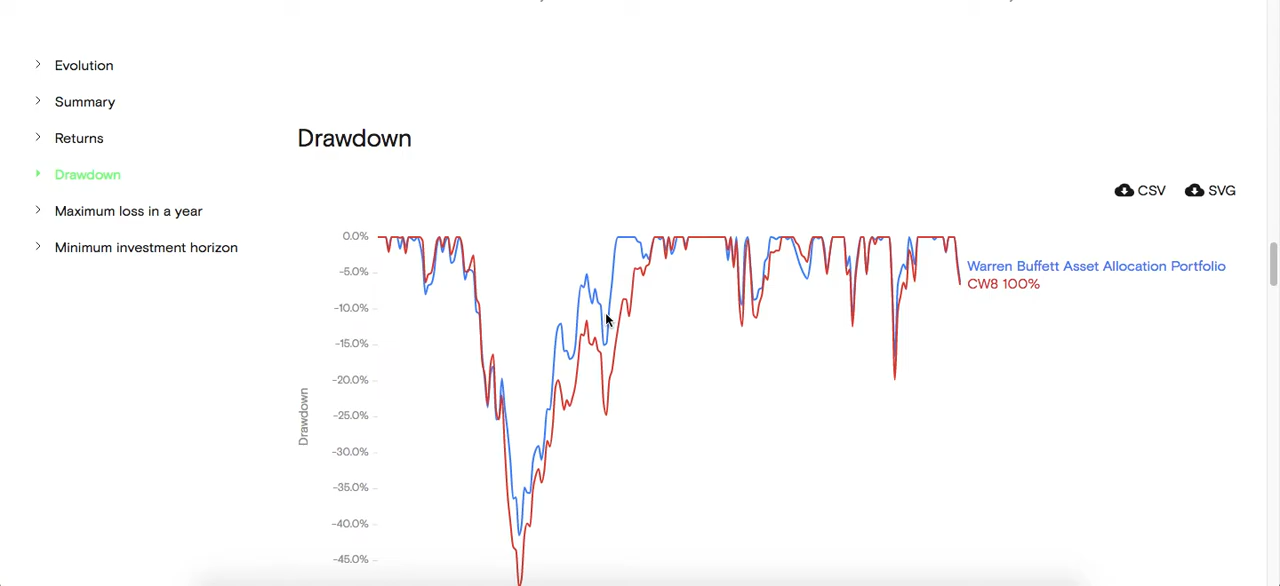 Evolution
Summary
Returns
Drawdown
Maximum loss in a year
Minimum investment horizon
Drawdown
CSV SVG
0.0%
-5.0%
-10.0%
-15.0%
-20.0%
-25.0%
-30.0%
-35.0%
-40.0%
-45.0%
Drawdown
Warren Buffett Asset Allocation Portfolio
CW8 100%